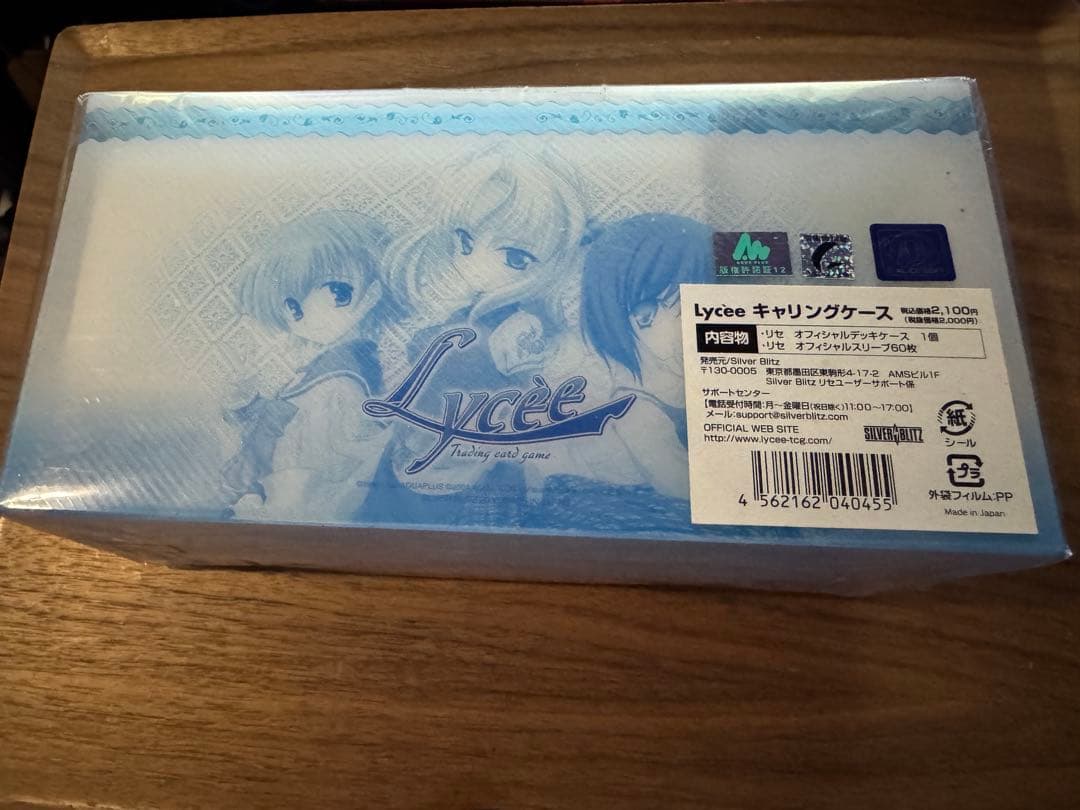 AQUA PLUS
版権許諾証12
Lycèe
Trading card game
Lycèe キャリングケース 税込価格2,100円
(税抜価格2,000円)
内容物
・リセ オフィシャルデッキケース 1個
・リセ オフィシャルスリーブ60枚
発売元/Silver Blitz
〒130-0005 東京都墨田区東駒形4-17-2 AMSビル1F
Silver Blitz リセユーザーサポート係
サポートセンター
【電話受付時間:月〜金曜日(祝日除く)11:00〜17:00】
メール:support@silverblitz.com
OFFICIAL WEB SITE
http://www.lycee-tcg.com/
SILVER BLITZ
紙
シール
プラ
外袋フィルム:PP
4 562162 040455
Made in Japan